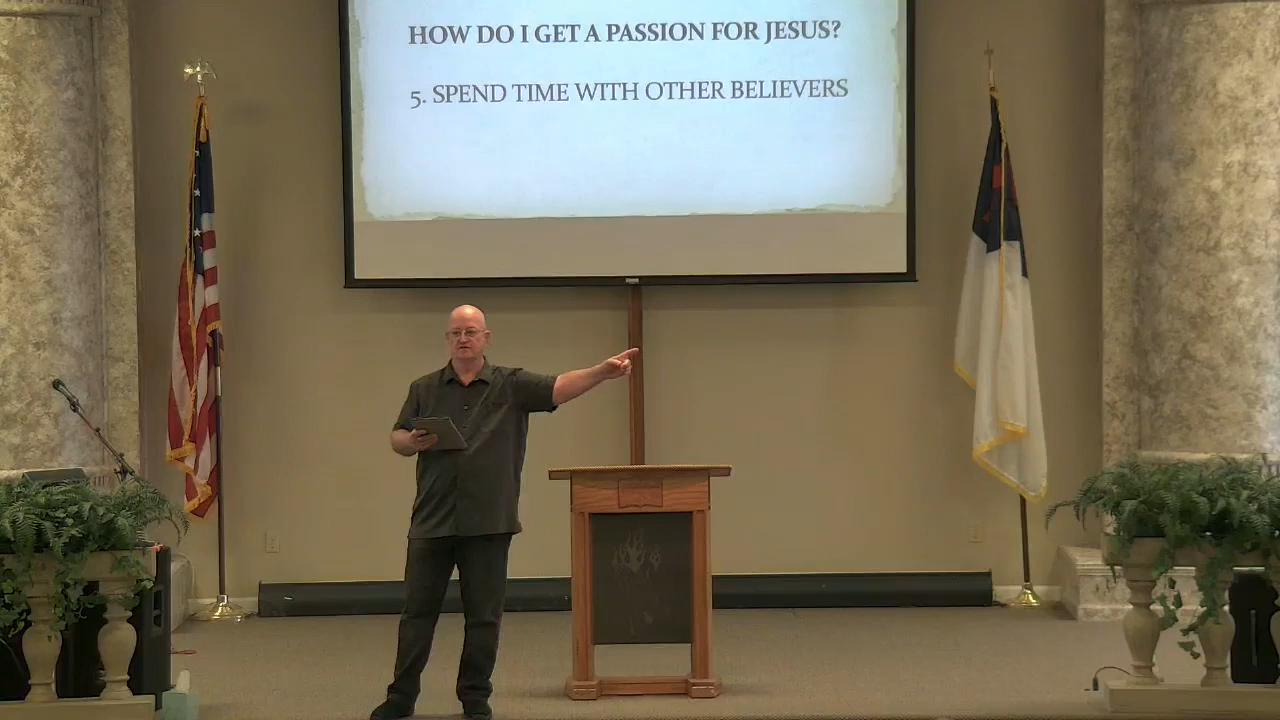 HOW DO I GET A PASSION FOR JESUS?
5. SPEND TIME WITH OTHER BELIEVERS